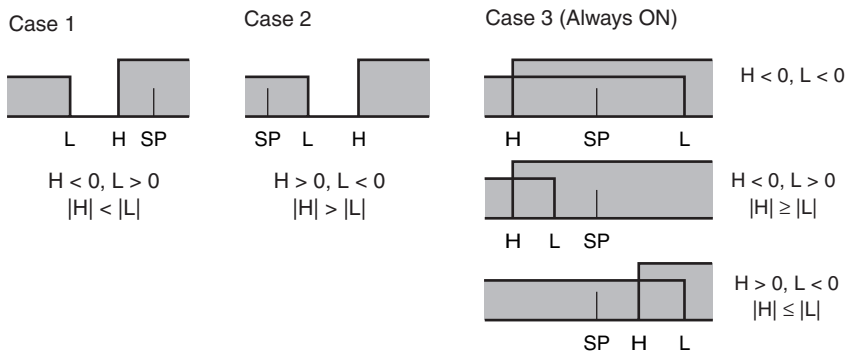 Case 1
L H SP
H < 0, L > 0
|H| < |L|
Case 2
SP L H
H > 0, L < 0
|H| > |L|
Case 3 (Always ON)
H SP L
H < 0, L < 0
H L SP
H < 0, L > 0
|H| ≥ |L|
SP H L
H > 0, L < 0
|H| ≤ |L|